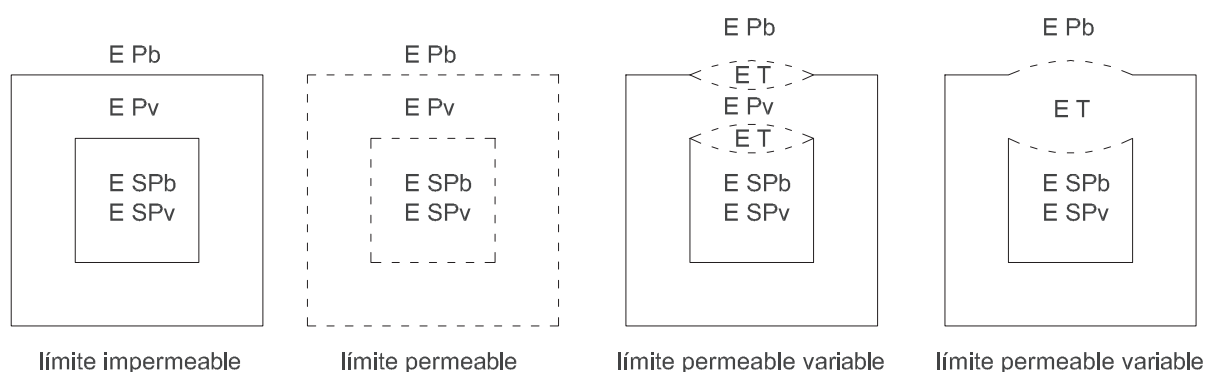 E Pb
E Pv
E SPb
E SPv
límite impermeable
E Pb
E Pv
E SPb
E SPv
límite permeable
E Pb
E T
E Pv
E T
E SPb
E SPv
límite permeable variable
E Pb
E T
E SPb
E SPv
límite permeable variable